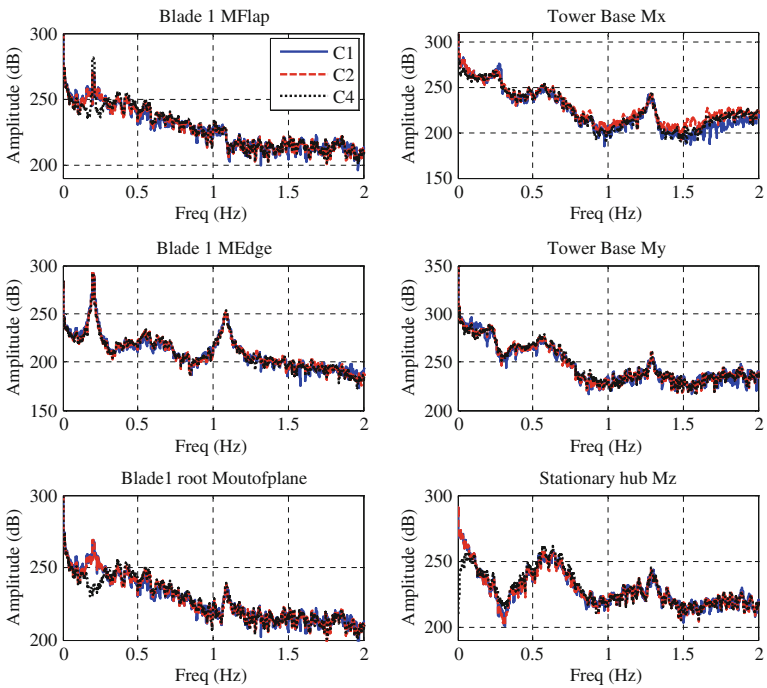 Blade 1 MFlap
300
250
200
0 0.5 1 1.5 2
Amplitude (dB)
Freq (Hz)
C1
C2
C4
Tower Base Mx
300
250
200
150
0 0.5 1 1.5 2
Amplitude (dB)
Freq (Hz)
Blade 1 MEdge
300
250
200
150
0 0.5 1 1.5 2
Amplitude (dB)
Freq (Hz)
Tower Base My
350
300
250
200
0 0.5 1 1.5 2
Amplitude (dB)
Freq (Hz)
Blade1 root Moutofplane
300
250
200
0 0.5 1 1.5 2
Amplitude (dB)
Freq (Hz)
Stationary hub Mz
300
250
200
0 0.5 1 1.5 2
Amplitude (dB)
Freq (Hz)